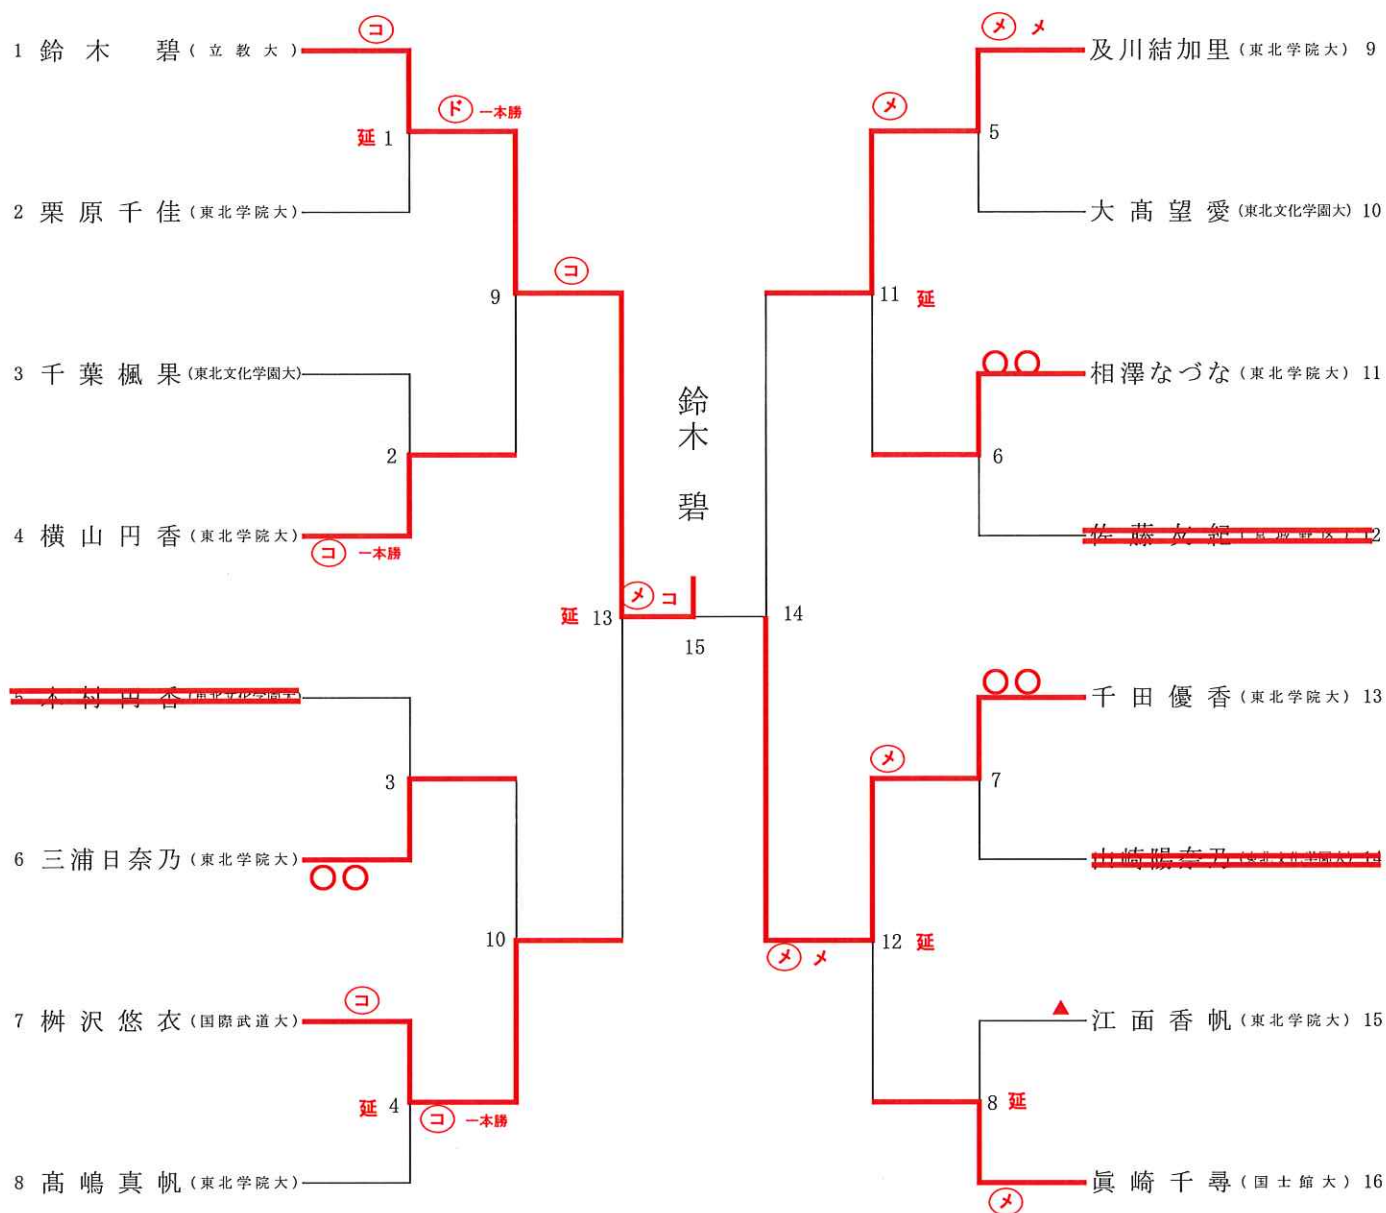 コ
1 鈴木 碧 (立教大)
ド 一本勝
延 1
2 栗原千佳 (東北学院大)
コ
9
3 千葉楓果 (東北文化学園大)
2
4 横山円香 (東北学院大)
コ 一本勝
延 13
メ コ
15
鈴木 碧
3
6 三浦日奈乃 (東北学院大)
10
コ
7 桝沢悠衣 (国際武道大)
延 4
コ 一本勝
8 髙嶋真帆 (東北学院大)
メ メ
及川結加里 (東北学院大) 9
メ
5
大髙望愛 (東北文化学園大) 10
11 延
相澤なづな (東北学院大) 11
6
14
千田優香 (東北学院大) 13
メ
7
メ メ
12 延
江面香帆 (東北学院大) 15
8 延
眞崎千尋 (国士館大) 16
メ